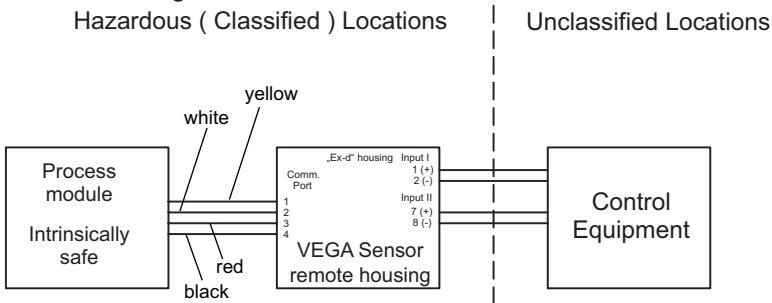 Hazardous ( Classified ) Locations
Unclassified Locations
yellow
white
Process
module
Intrinsically
safe
black
red
„Ex-d“ housing
Comm.
Port
1
2
3
4
Input I
1 (+)
2 (-)
Input II
7 (+)
8 (-)
VEGA Sensor
remote housing
Control
Equipment